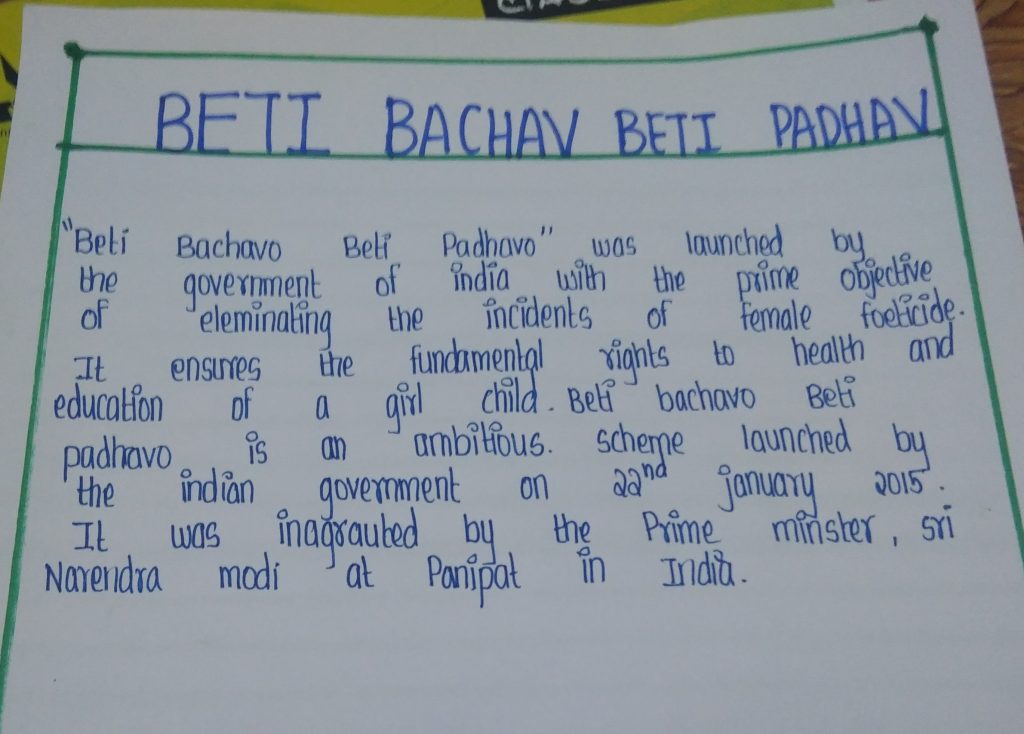 BETI BACHAV BETI PADHAV
"Beti Bachavo Beti Padhavo" was launched by
the government of india with the prime objective
of eleminating the incidents of female foeticide.
It ensures the fundamental rights to health and
education of a girl child. Beti bachavo Beti
padhavo is an ambitious. scheme launched by
the indian government on 22nd january 2015.
It was inagrauted by the Prime minster, sri
Narendra modi at Panipat in India.